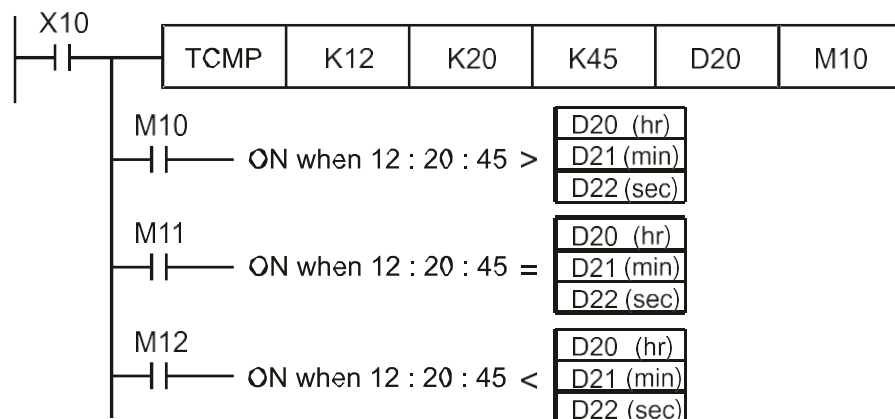 X10
TCMP K12 K20 K45 D20 M10
M10
D20 (hr)
ON when 12 : 20 : 45 > D21 (min)
D22 (sec)
M11
D20 (hr)
ON when 12 : 20 : 45 = D21 (min)
D22 (sec)
M12
D20 (hr)
ON when 12 : 20 : 45 < D21 (min)
D22 (sec)